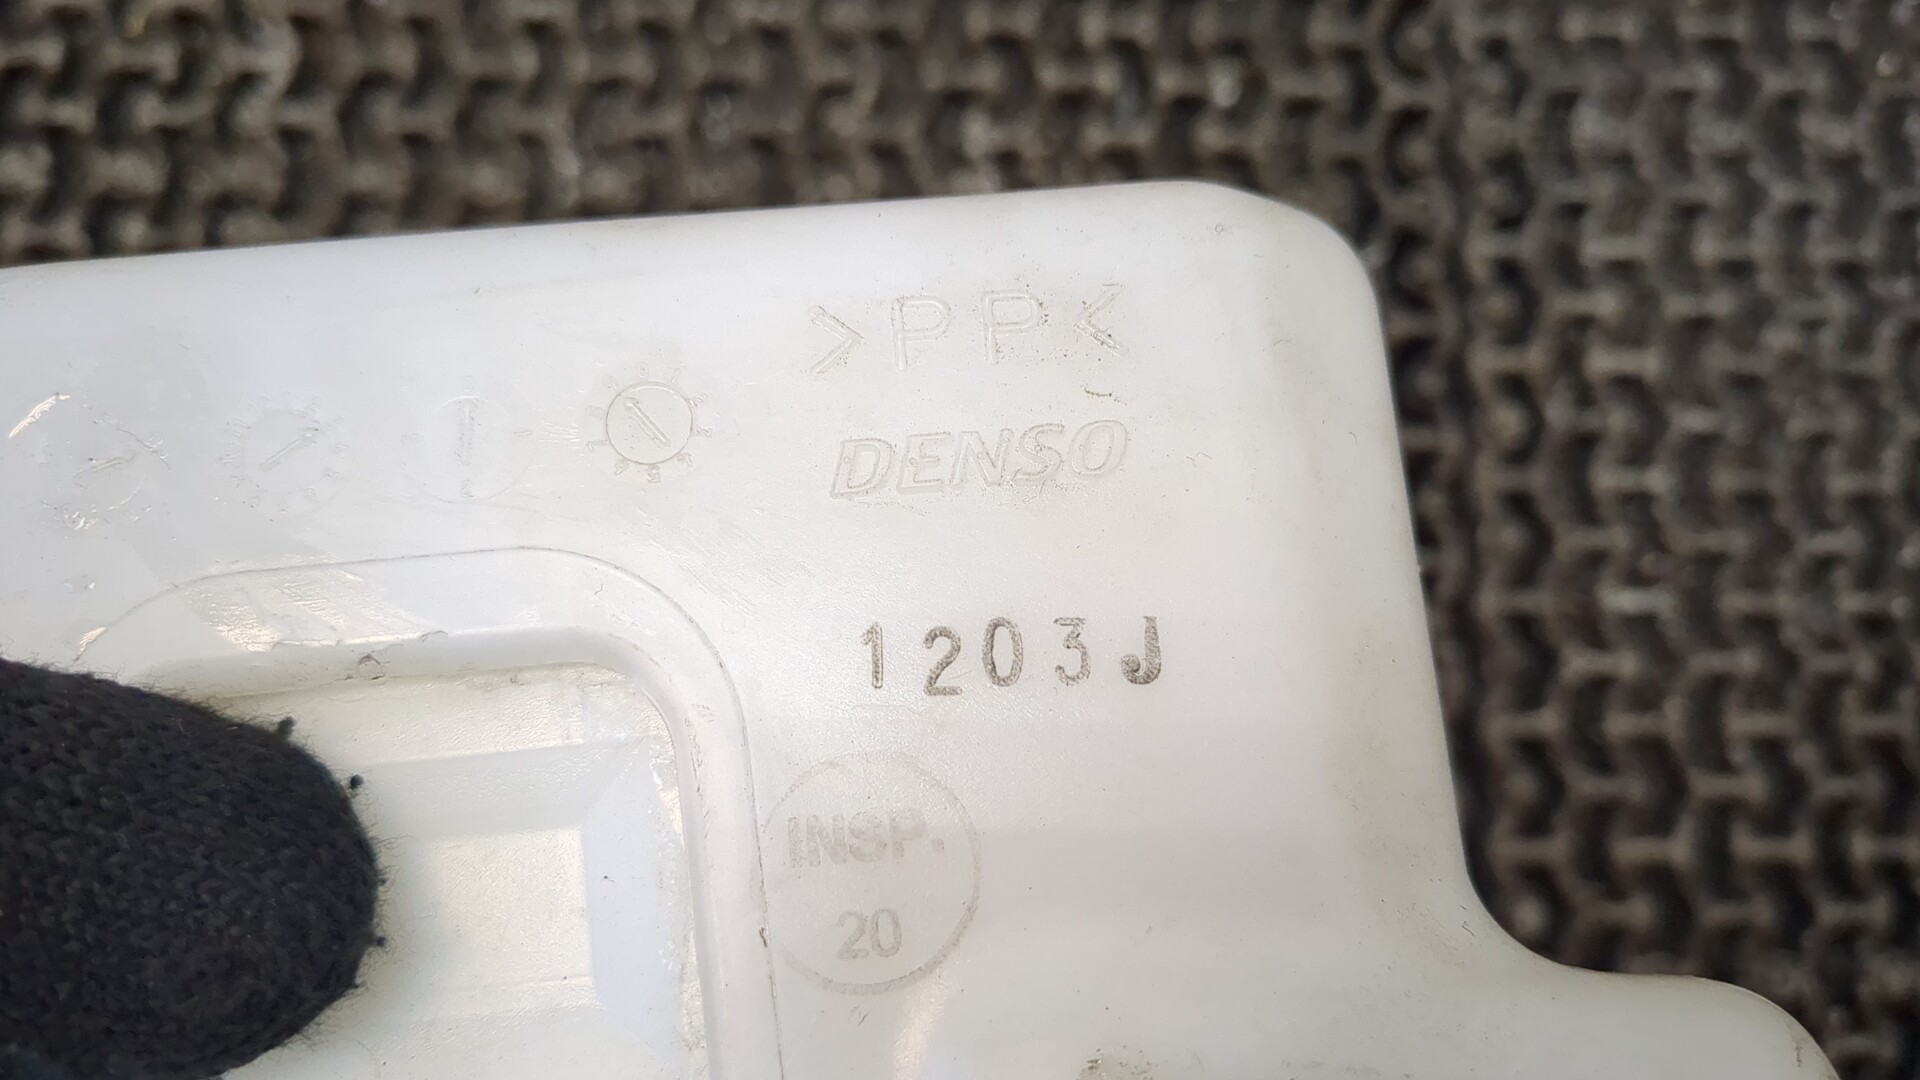 >PP<
DENSO
1203J
INSP.
20